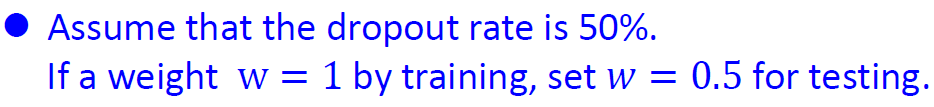 ● Assume that the dropout rate is 50%.
If a weight w = 1 by training, set 𝑤 = 0.5 for testing.